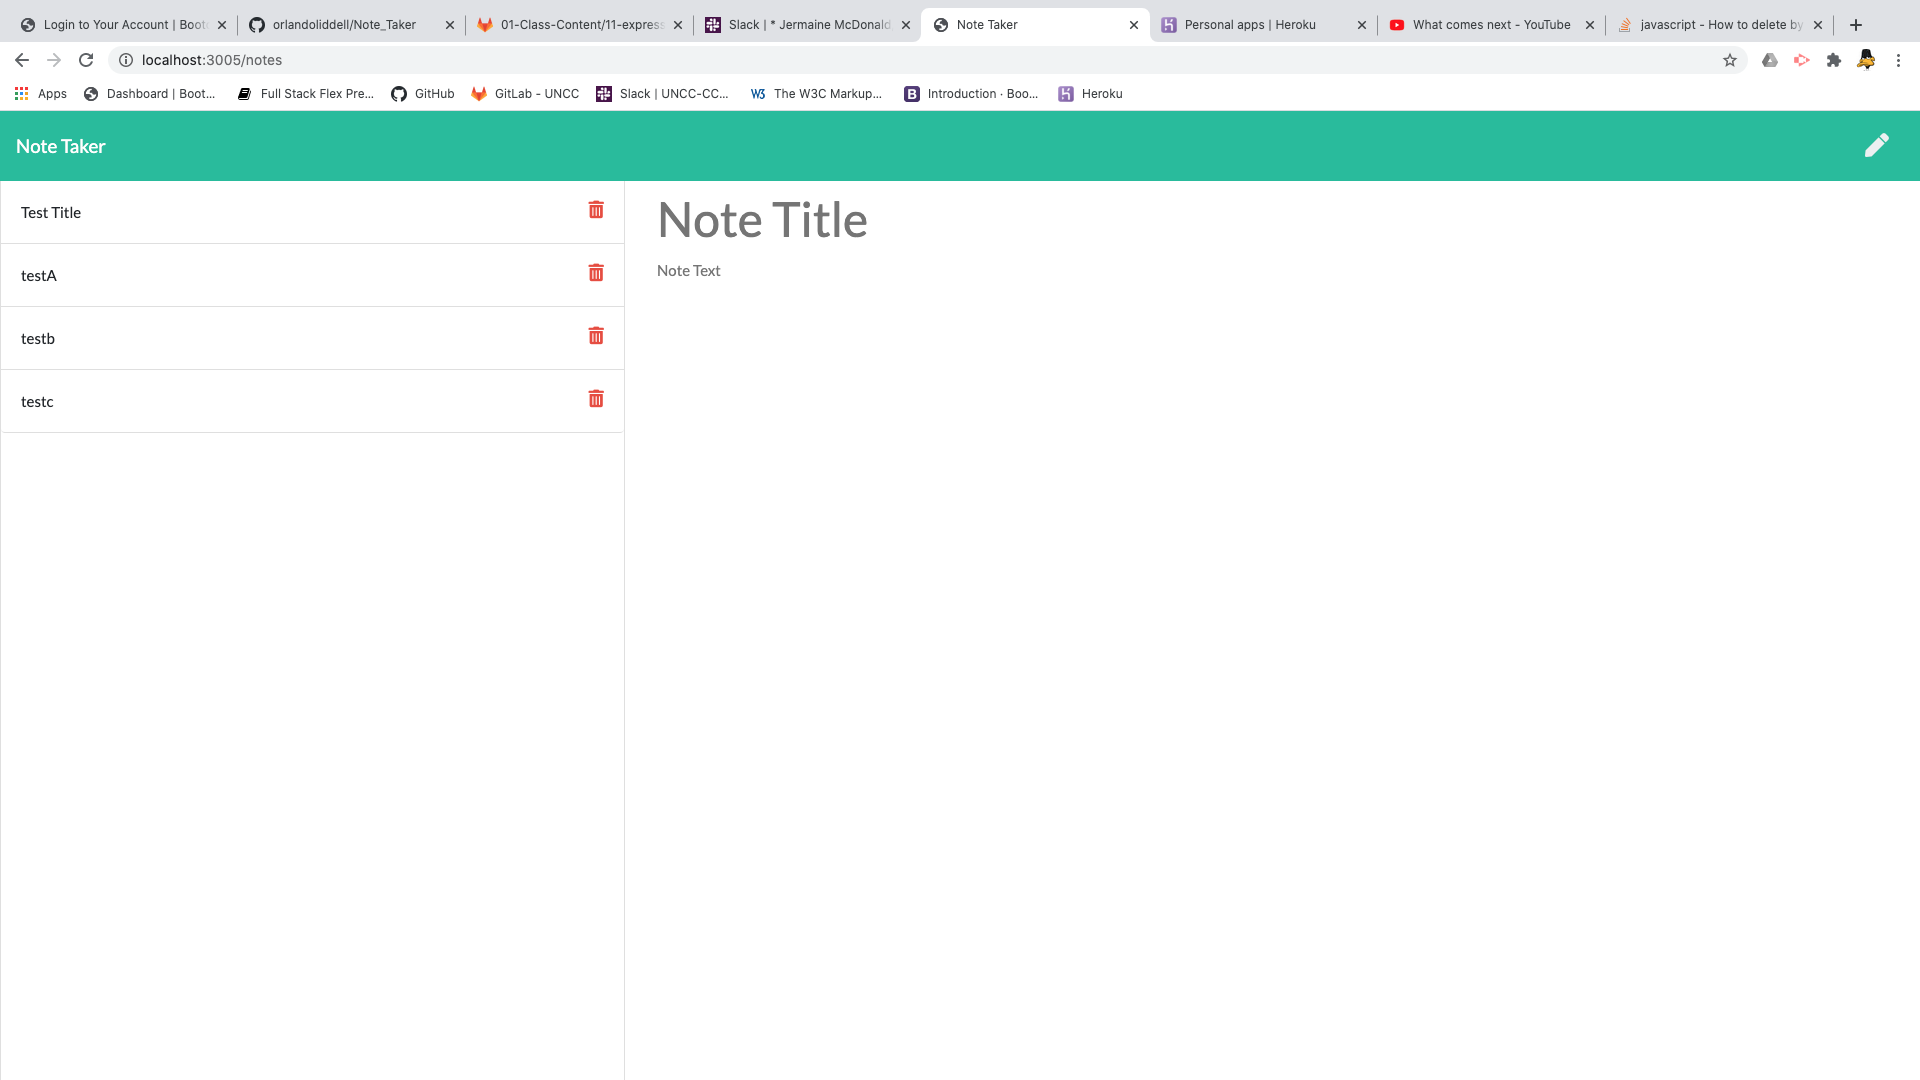 Login to Your Account | Boot
orlandoliddell/Note_Taker
01-Class-Content/11-express
Slack | * Jermaine McDonald
Note Taker
Personal apps | Heroku
What comes next - YouTube
javascript - How to delete by
localhost:3005/notes
Apps
Dashboard | Boot...
Full Stack Flex Pre...
GitHub
GitLab - UNCC
Slack | UNCC-CC...
The W3C Markup...
Introduction · Boo...
Heroku
Note Taker
Test Title
testA
testb
testc
Note Title
Note Text